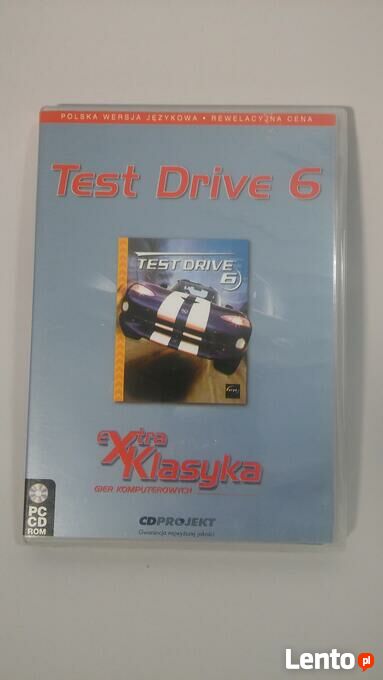 POLSKA WERSJA JĘZYKOWA • REWELACYJNA CENA
Test Drive 6
TEST DRIVE
6
eXtra
Klasyka
GIER KOMPUTEROWYCH
PC
CD
ROM
CDPROJEKT
Gwarancja najwyższej jakości
Lento.pl